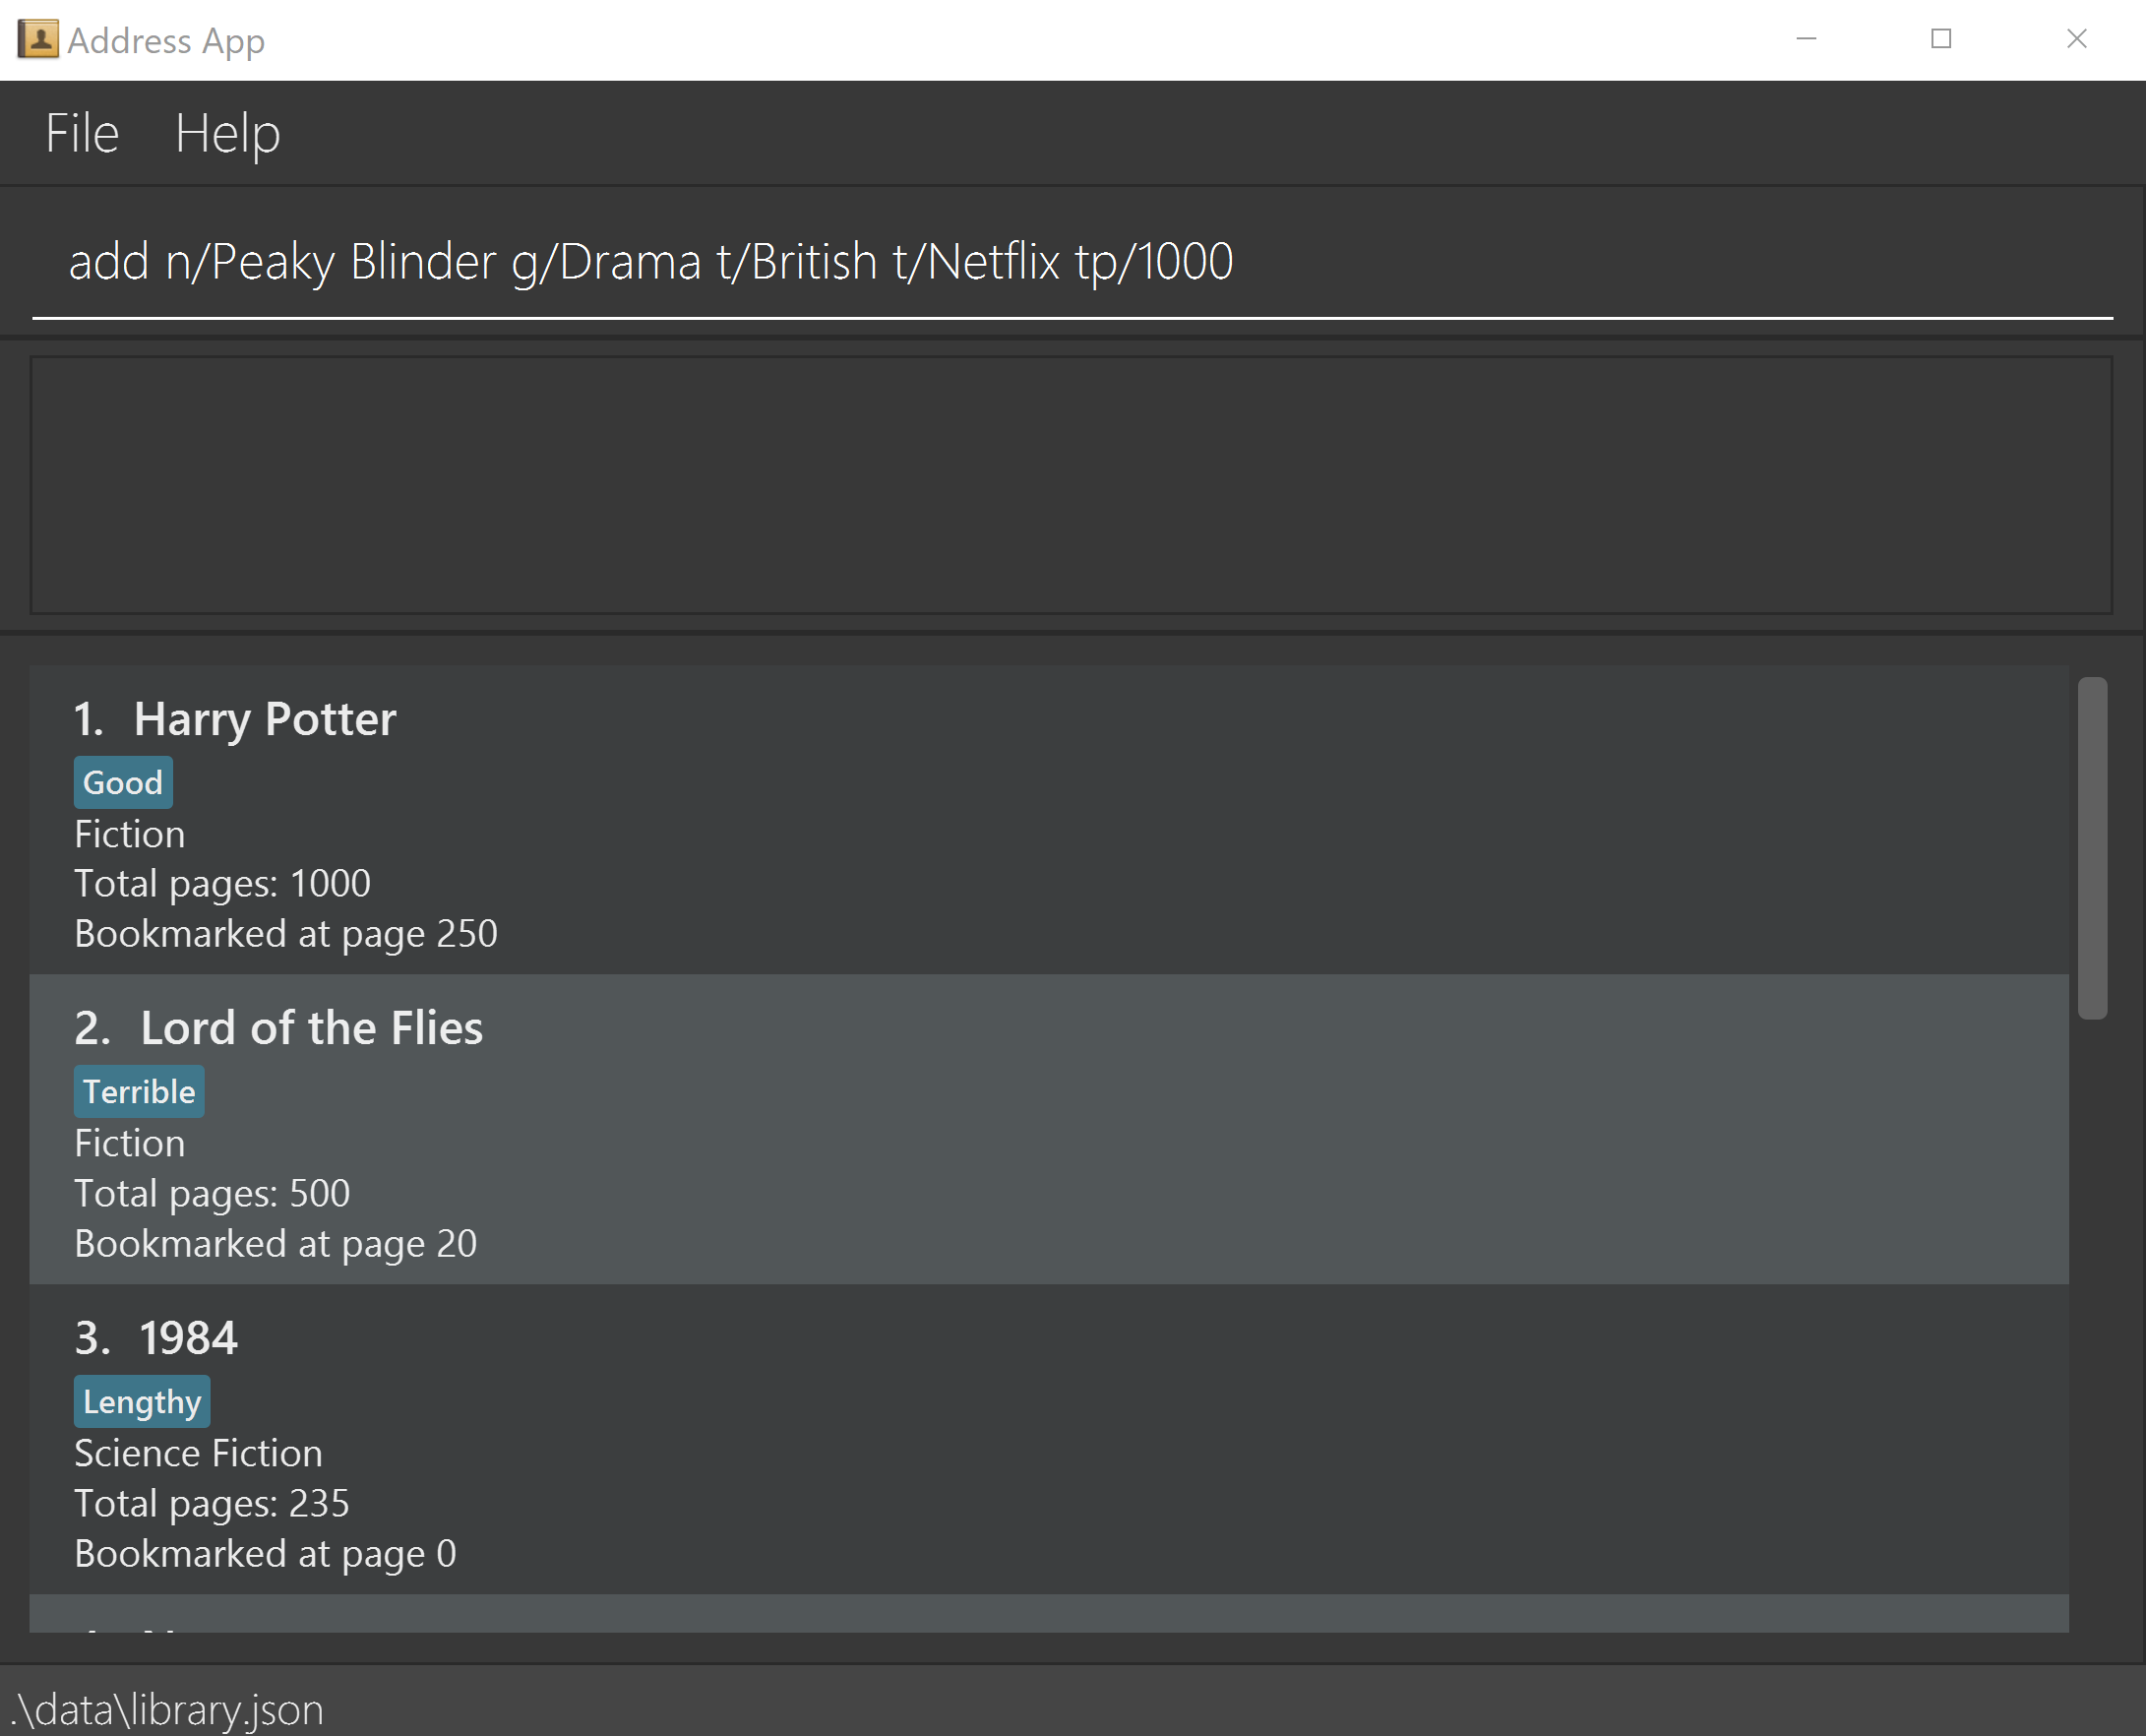 Address App
File Help
add n/Peaky Blinder g/Drama t/British t/Netflix tp/1000
1. Harry Potter
Good
Fiction
Total pages: 1000
Bookmarked at page 250
2. Lord of the Flies
Terrible
Fiction
Total pages: 500
Bookmarked at page 20
3. 1984
Lengthy
Science Fiction
Total pages: 235
Bookmarked at page 0
.\data\library.json